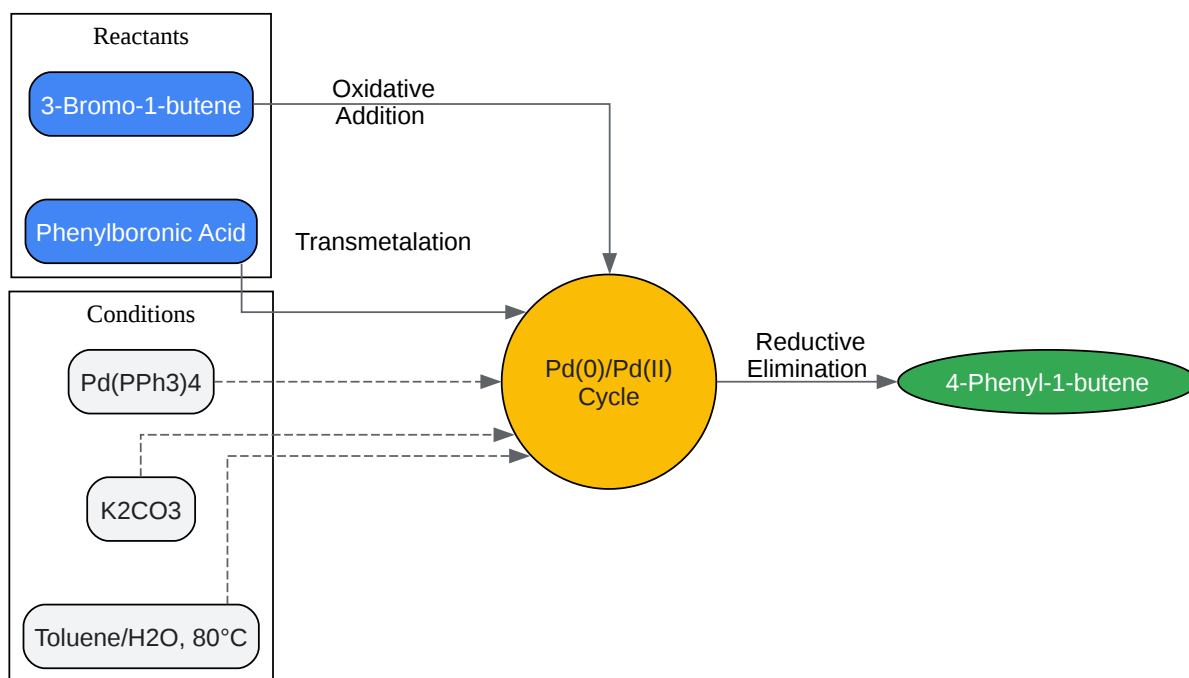 Reactants
3-Bromo-1-butene
Oxidative
Addition
Phenylboronic Acid
Transmetalation
Conditions
Pd(PPh3)4
K2CO3
Toluene/H2O, 80°C
Pd(0)/Pd(II)
Cycle
Reductive
Elimination
4-Phenyl-1-butene